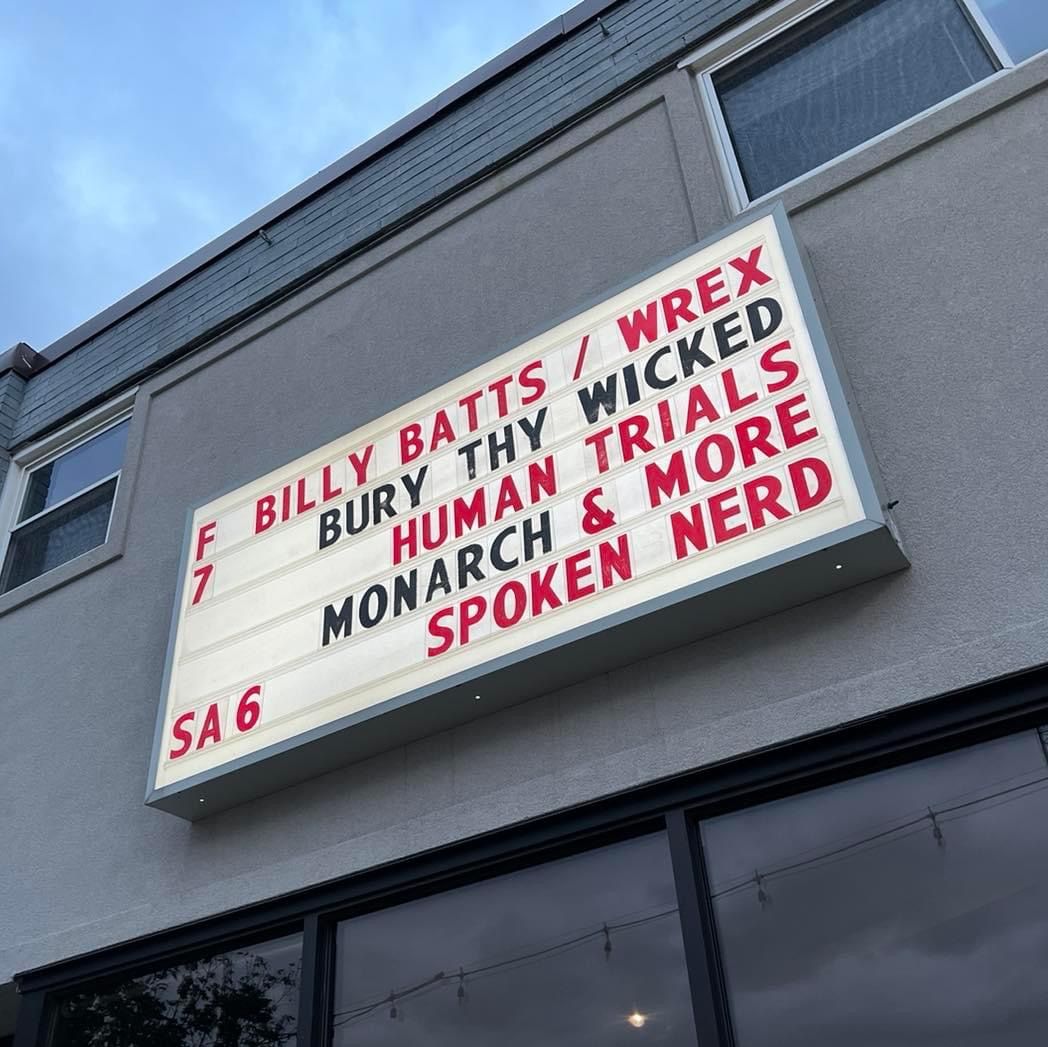 F BILLY BATTS / WREX
7 BURY THY WICKED
HUMAN TRIALS
MONARCH & MORE
SA 6 SPOKEN NERD